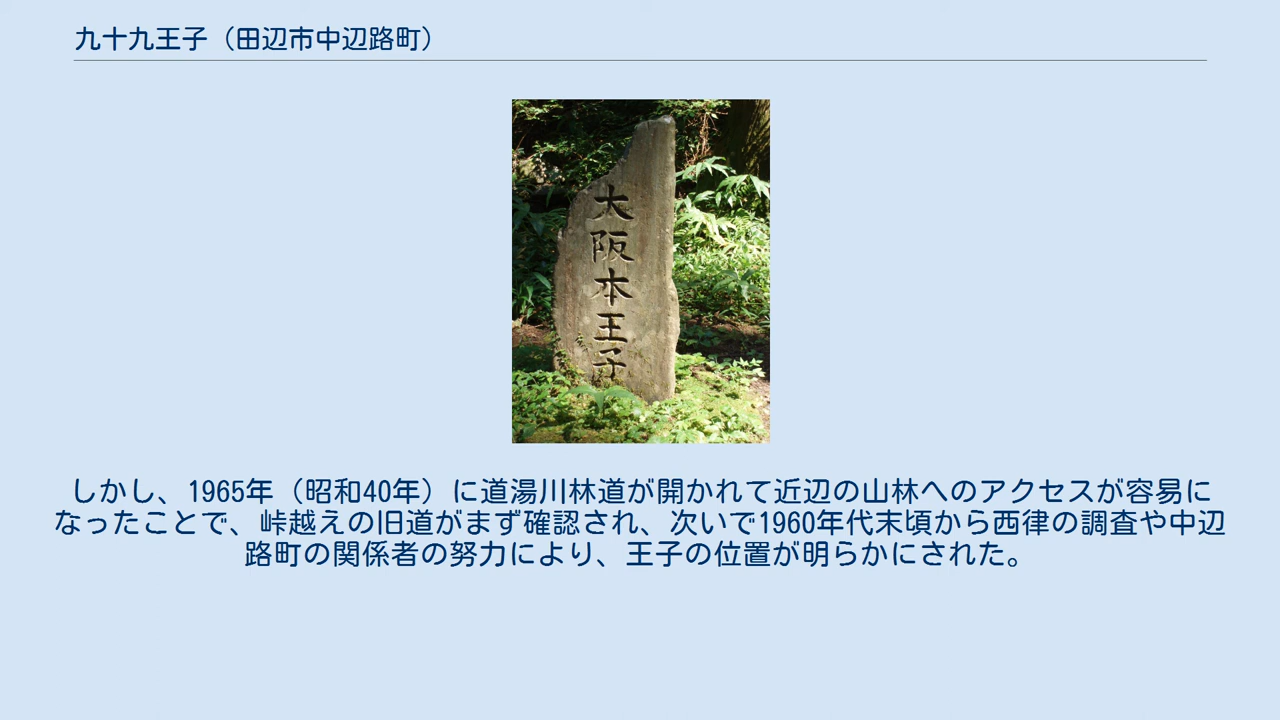 九十九王子（田辺市中辺路町）
大阪本王子
しかし、1965年（昭和40年）に道湯川林道が開かれて近辺の山林へのアクセスが容易に
なったことで、峠越えの旧道がまず確認され、次いで1960年代末頃から西律の調査や中辺
路町の関係者の努力により、王子の位置が明らかにされた。